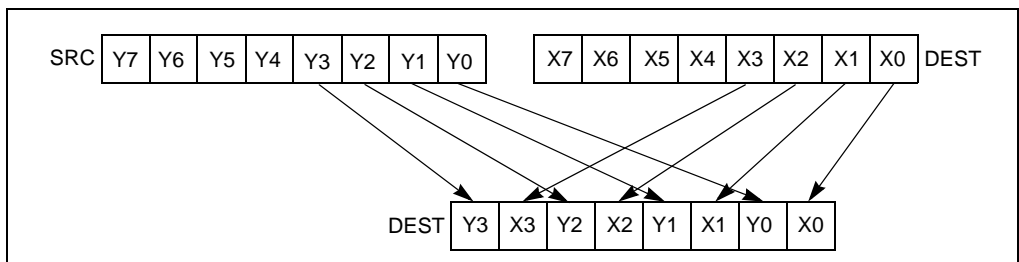 SRC Y7 Y6 Y5 Y4 Y3 Y2 Y1 Y0 X7 X6 X5 X4 X3 X2 X1 X0 DEST
DEST Y3 X3 Y2 X2 Y1 X1 Y0 X0